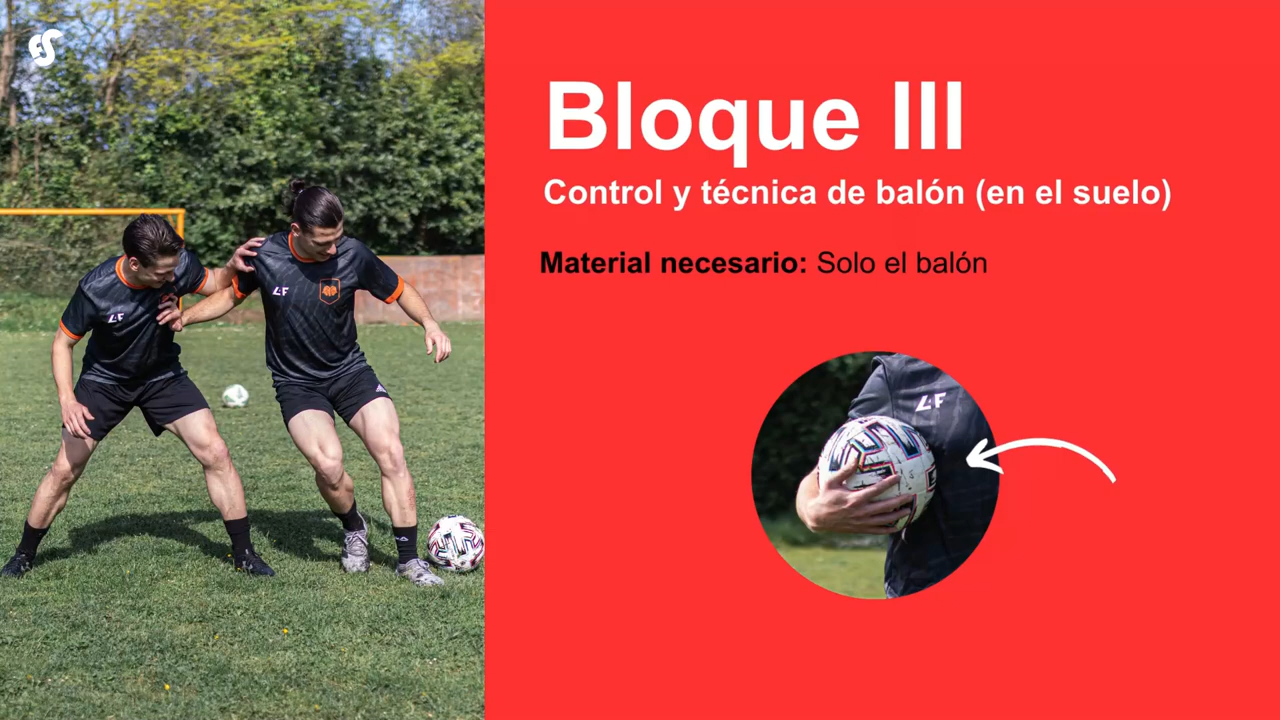 Bloque III
Control y técnica de balón (en el suelo)
Material necesario: Solo el balón